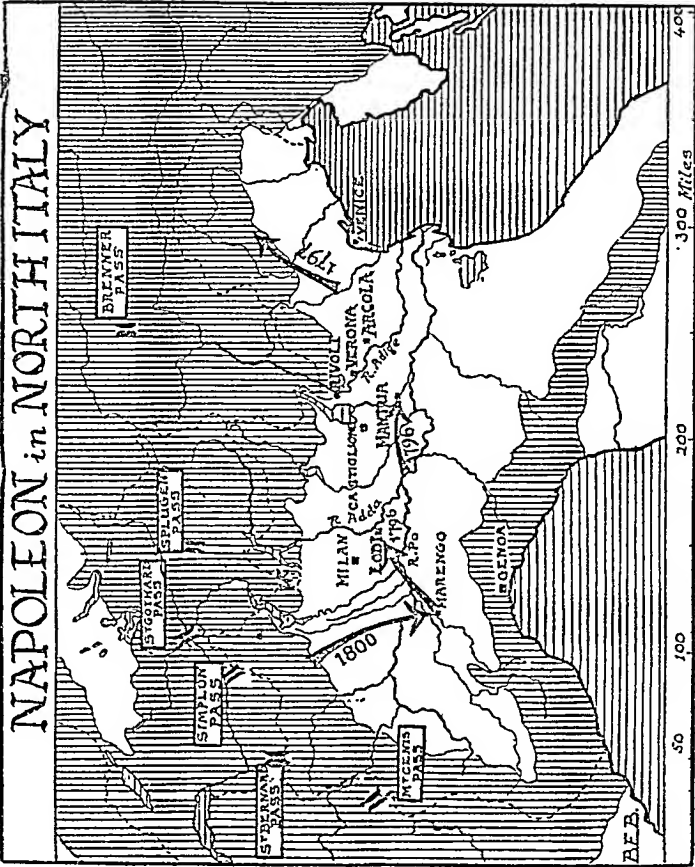 NAPOLEON in NORTH ITALY
BRENNER
PASS
SPLUGEN
PASS
ST GOTHARD
PASS
SIMPLON
PASS
ST BERNARD
PASS
MT CENIS
PASS
1797
VENICE
RIVOLI
VERONA
ARCOLA
R. Adige
CASTIGLIONE
MANTUA
1796
R. Adda
MILAN
LODI
1796
R. Po
MARENGO
GENOA
1800
50
100
200
300 Miles
400
B.F.B.